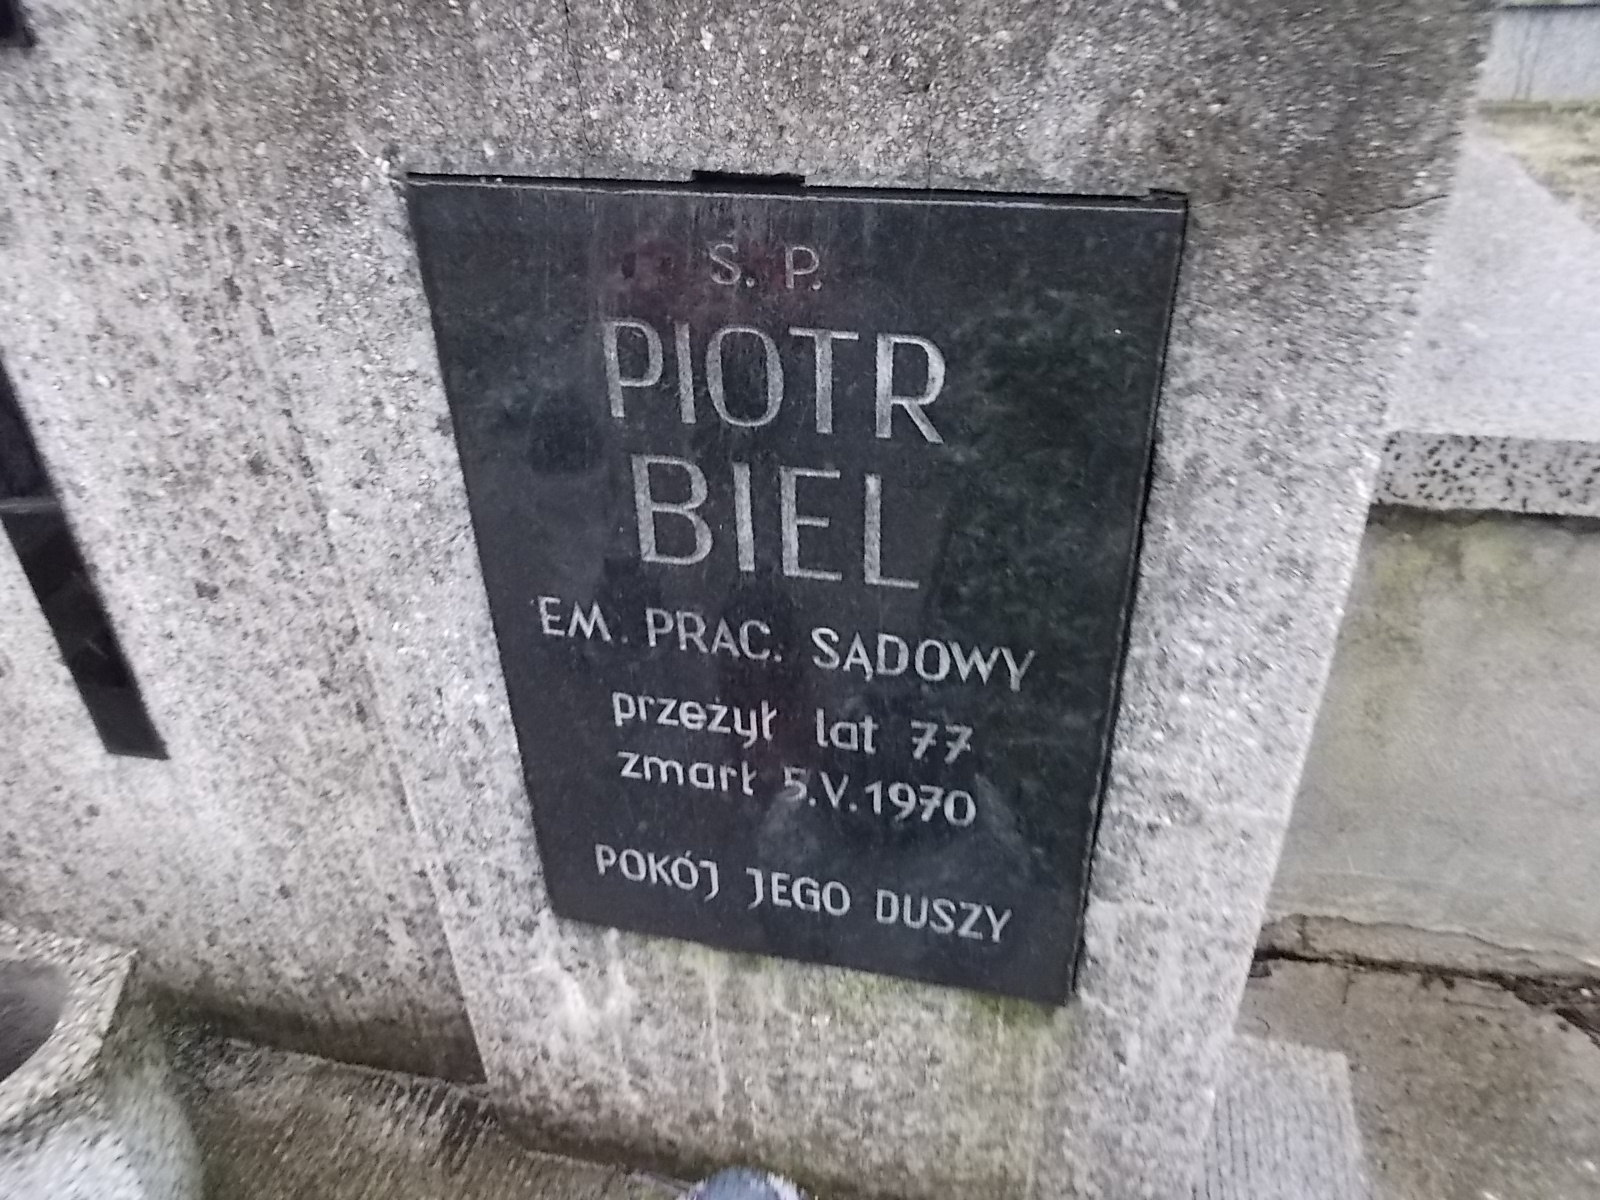 Ś. P.
PIOTR
BIEL
EM. PRAC. SĄDOWY
przeżył lat 77
zmarł 5.V.1970
POKÓJ JEGO DUSZY